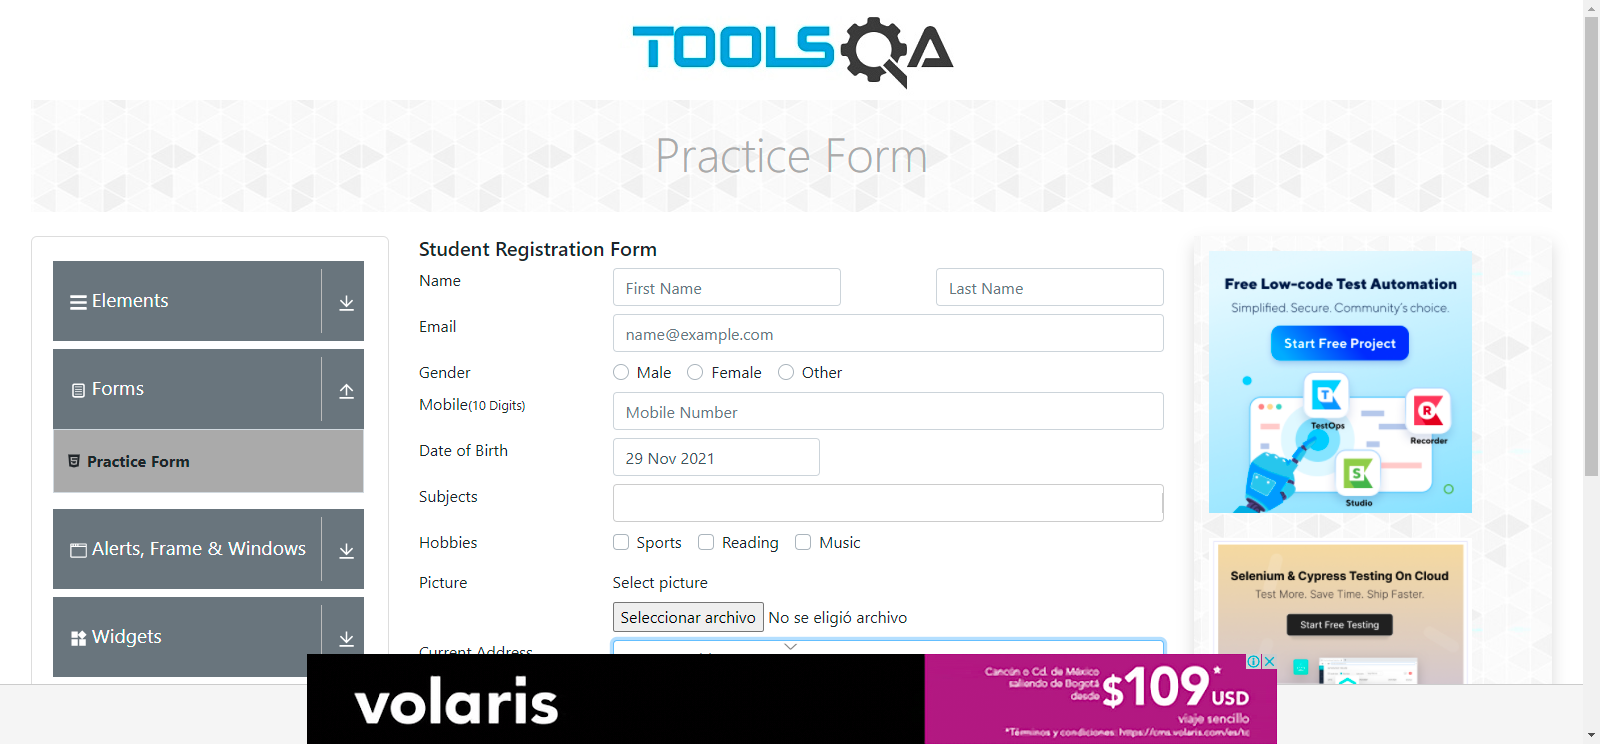 TOOLSQA
Practice Form
Elements
Forms
Practice Form
Alerts, Frame & Windows
Widgets
Student Registration Form
Name
First Name
Last Name
Email
name@example.com
Gender
Male
Female
Other
Mobile(10 Digits)
Mobile Number
Date of Birth
29 Nov 2021
Subjects
Hobbies
Sports
Reading
Music
Picture
Select picture
Seleccionar archivo No se eligió archivo
Current Address
Free Low-code Test Automation
Simplified. Secure. Community's choice.
Start Free Project
TestOps
Recorder
Studio
Selenium & Cypress Testing On Cloud
Test More. Save Time. Ship Faster.
Start Free Testing
volaris
Cancún o Cd. de México
saliendo de Bogotá
desde
$109* USD
viaje sencillo
*Términos y condiciones: https://cms.volaris.com/es/tc